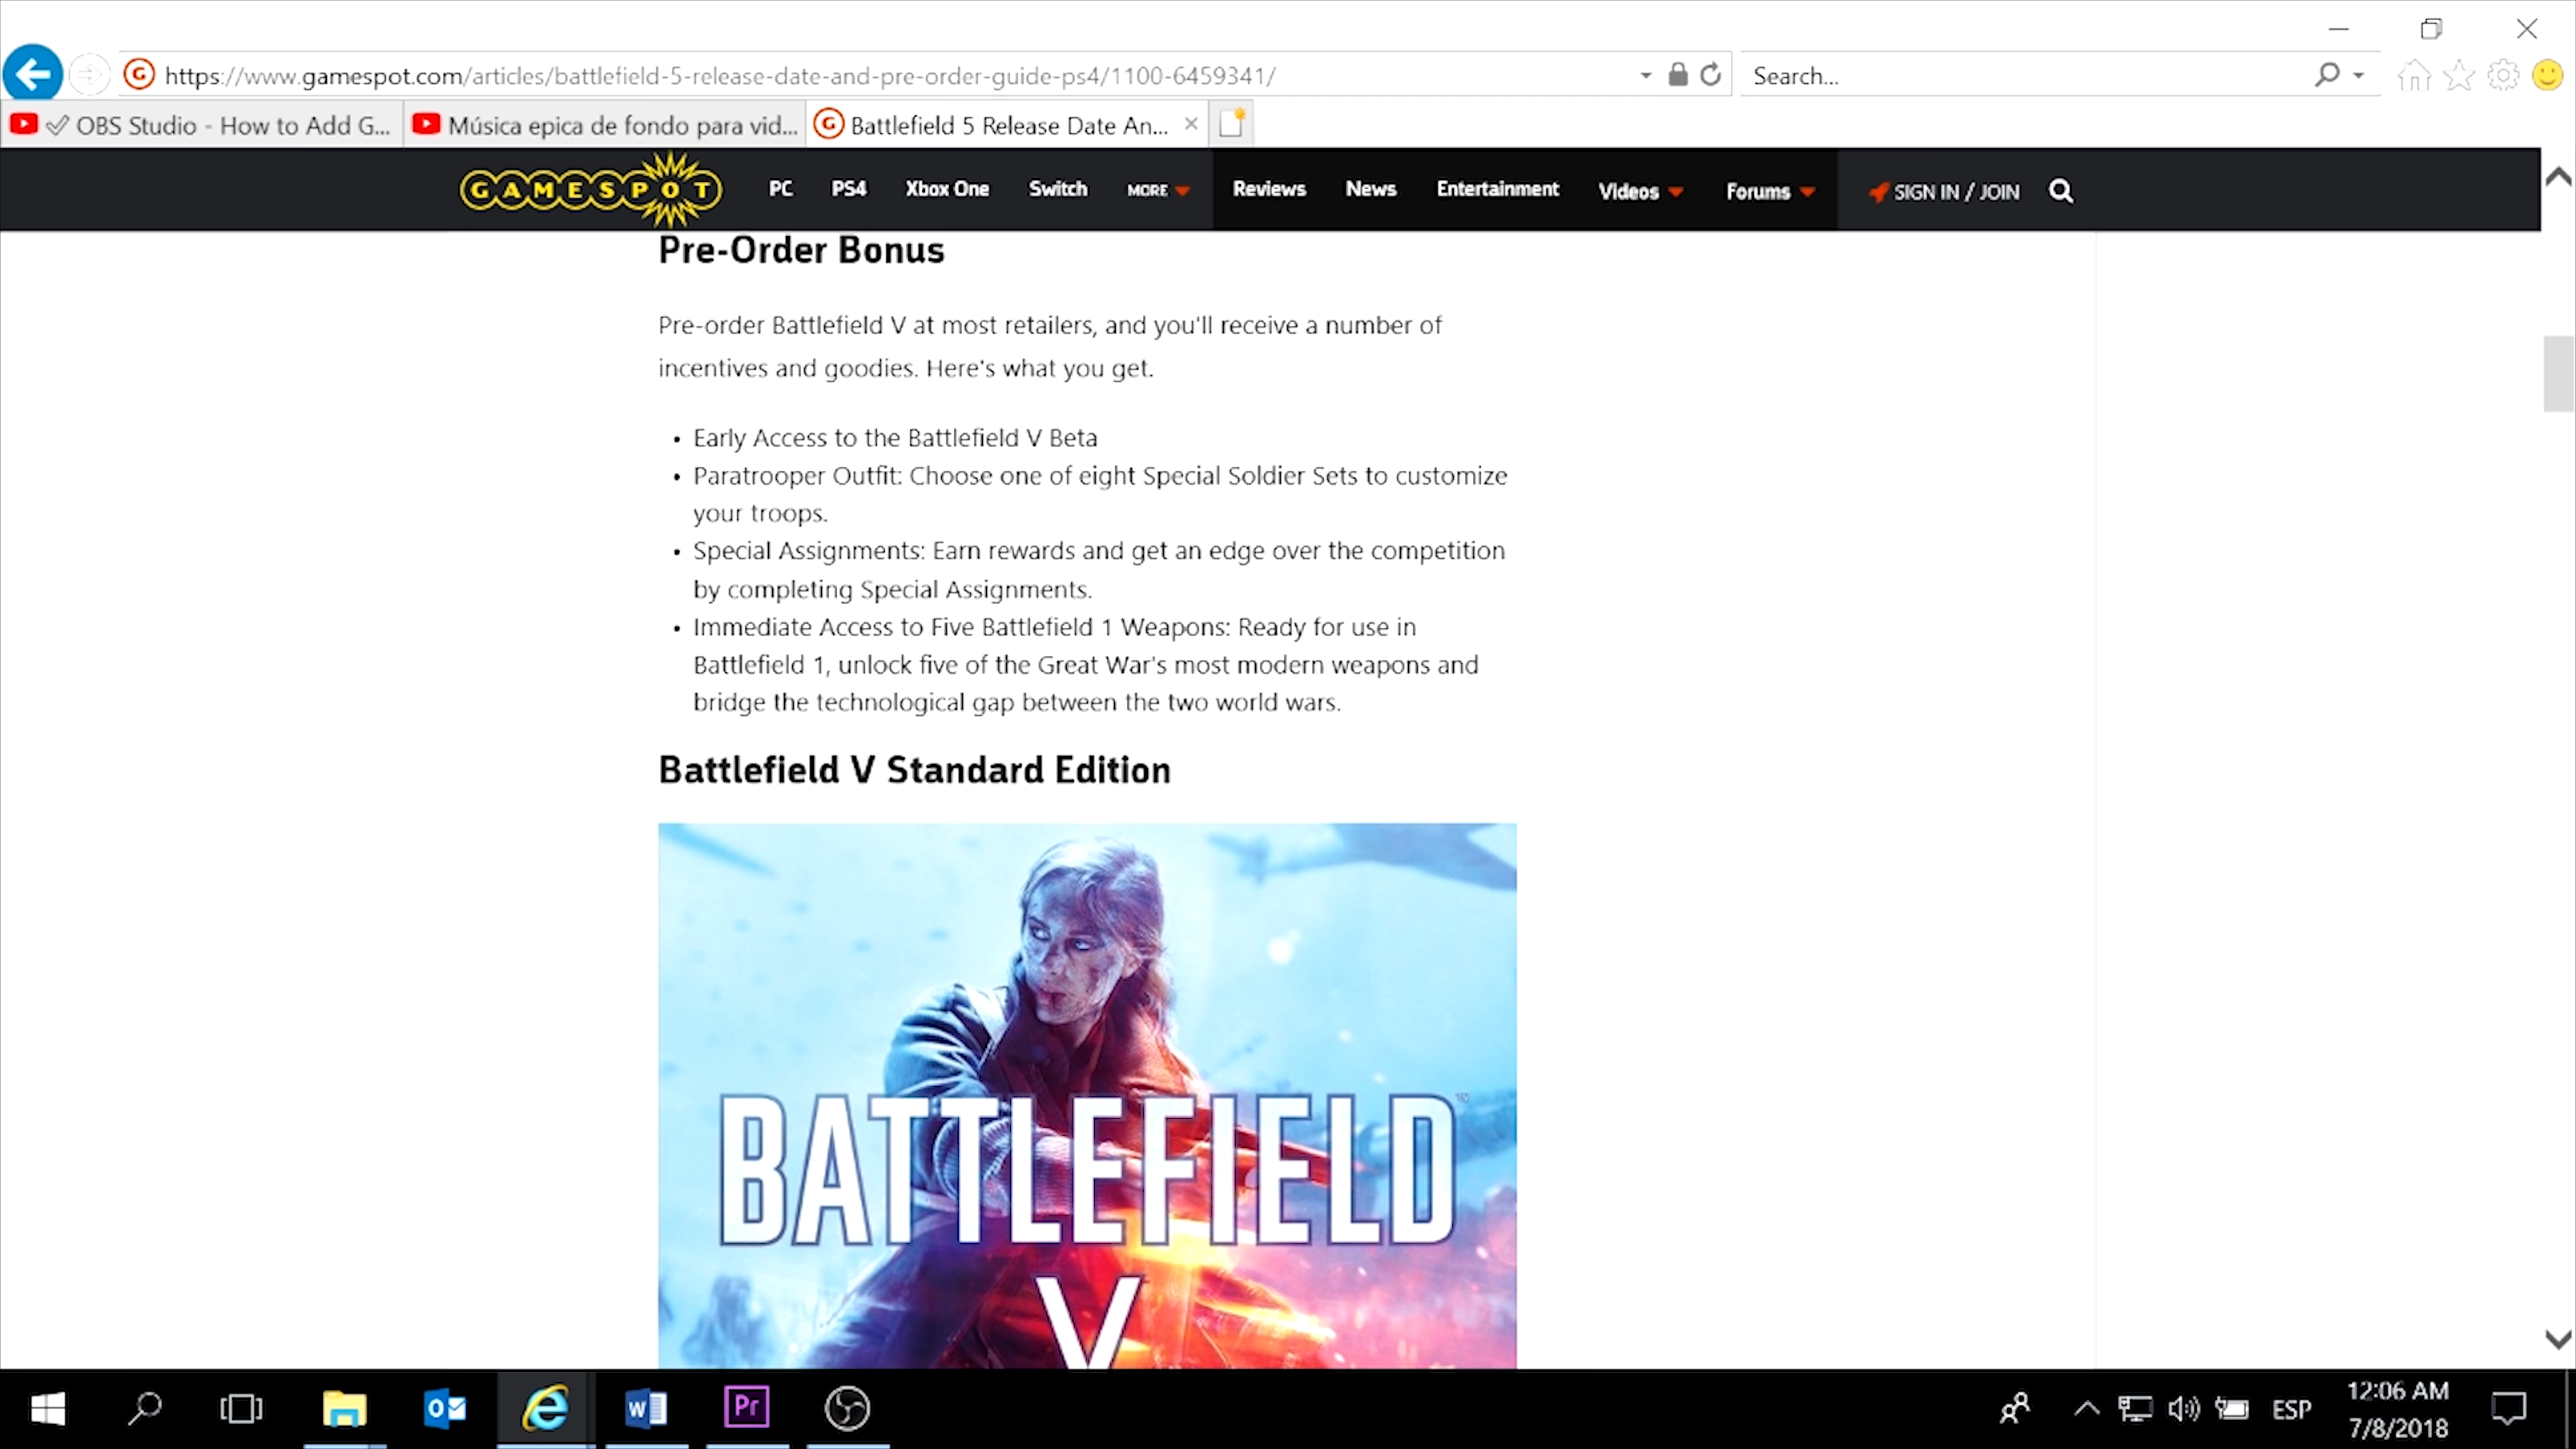 https://www.gamespot.com/articles/battlefield-5-release-date-and-pre-order-guide-ps4/1100-6459341/
Search...
OBS Studio - How to Add G...
Música epica de fondo para vid...
Battlefield 5 Release Date An...
GAMESPOT
PC PS4 Xbox One Switch MORE Reviews News Entertainment Videos Forums SIGN IN / JOIN
Pre-Order Bonus
Pre-order Battlefield V at most retailers, and you'll receive a number of
incentives and goodies. Here's what you get.
• Early Access to the Battlefield V Beta
• Paratrooper Outfit: Choose one of eight Special Soldier Sets to customize
your troops.
• Special Assignments: Earn rewards and get an edge over the competition
by completing Special Assignments.
• Immediate Access to Five Battlefield 1 Weapons: Ready for use in
Battlefield 1, unlock five of the Great War's most modern weapons and
bridge the technological gap between the two world wars.
Battlefield V Standard Edition
BATTLEFIELD
V
ESP
12:06 AM
7/8/2018